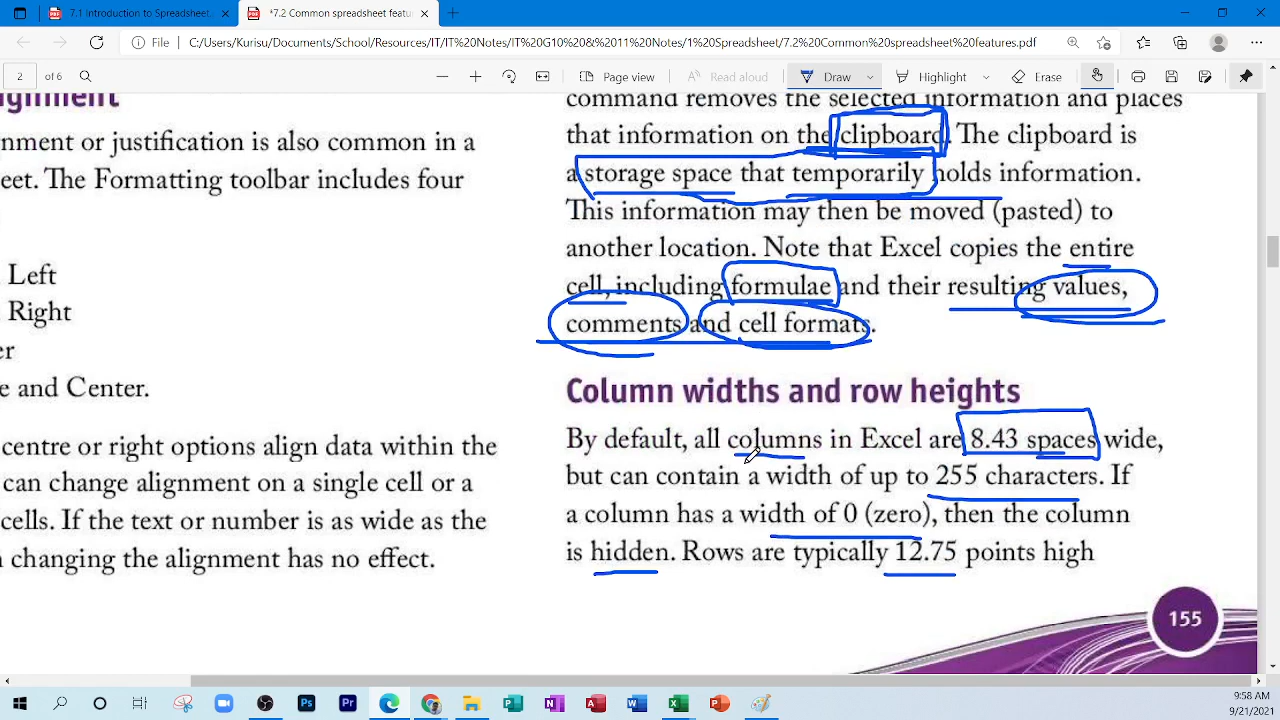 7.1 Introduction to Spreadsheet.
*7.2 Common spreadsheet featu
File
C:/Users/Kurisu/Documents/School/Resources/IT/IT%20Notes/IT%20G10%20&%2011%20Notes/1%20Spreadsheet/7.2%20Common%20spreadsheet%20features.pdf
2 of 6
Page view
Read aloud
Draw
Highlight
Erase
nment or justification is also common in a
eet. The Formatting toolbar includes four
Left
Right
er
e and Center.
centre or right options align data within the
can change alignment on a single cell or a
cells. If the text or number is as wide as the
changing the alignment has no effect.
command removes the selected information and places
that information on the clipboard. The clipboard is
a storage space that temporarily holds information.
This information may then be moved (pasted) to
another location. Note that Excel copies the entire
cell, including formulae and their resulting values,
comments and cell formats.
Column widths and row heights
By default, all columns in Excel are 8.43 spaces wide,
but can contain a width of up to 255 characters. If
a column has a width of 0 (zero), then the column
is hidden. Rows are typically 12.75 points high
155
9:58 AM
9/21/2021